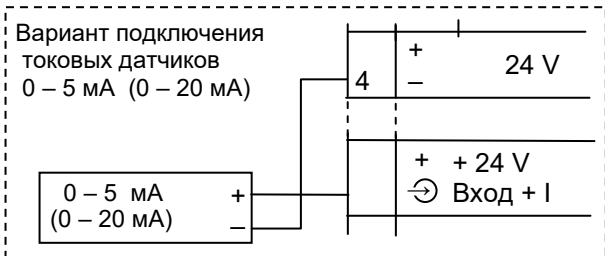 Вариант подключения
токовых датчиков
0 – 5 мА (0 – 20 мА)
+
24 V
4 –
+ + 24 V
Вход + I
0 – 5 мА +
(0 – 20 мА) –